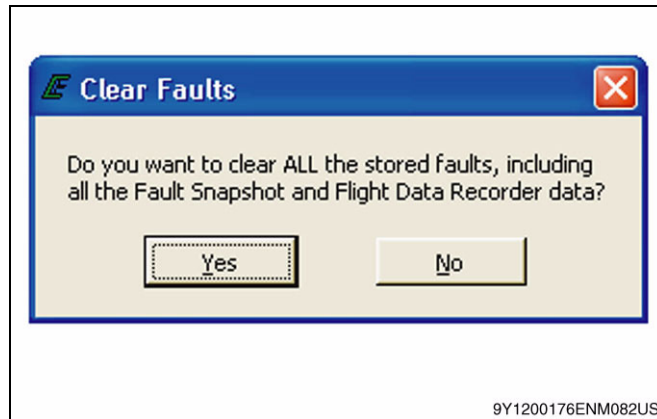 Clear Faults
Do you want to clear ALL the stored faults, including
all the Fault Snapshot and Flight Data Recorder data?
Yes
No
9Y1200176ENM082US